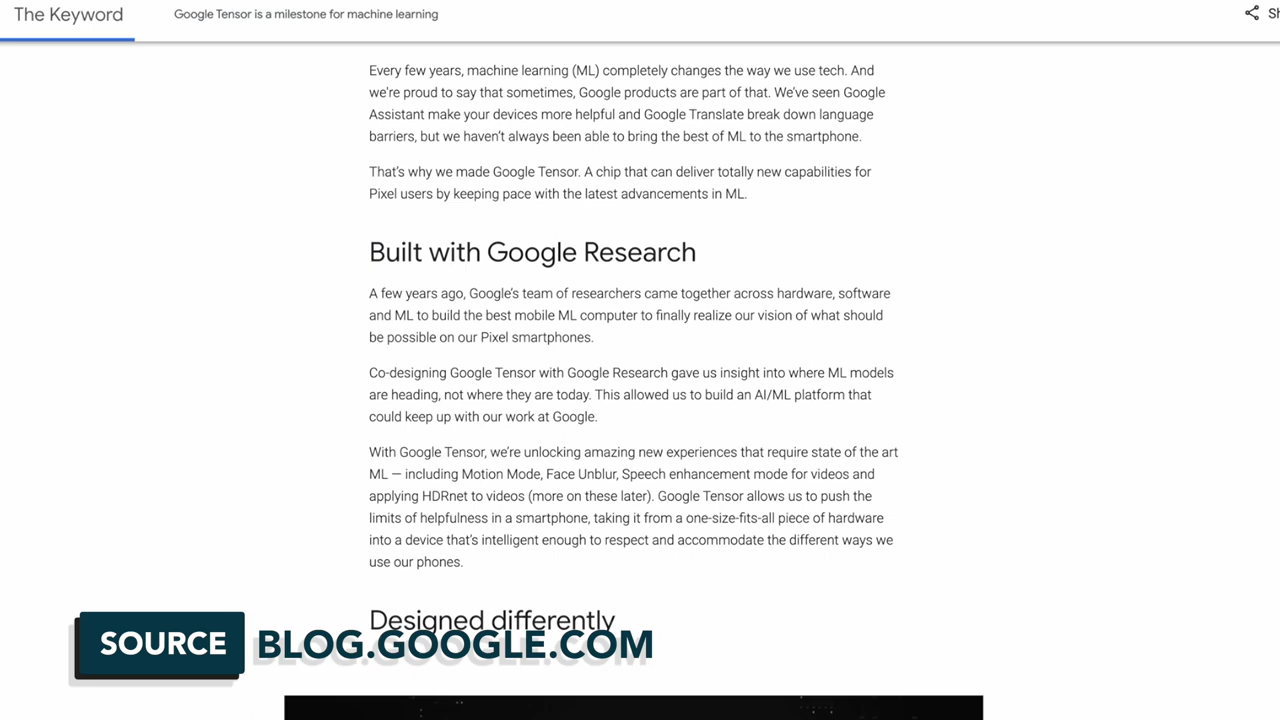 The Keyword
Google Tensor is a milestone for machine learning
Sh
Every few years, machine learning (ML) completely changes the way we use tech. And
we're proud to say that sometimes, Google products are part of that. We've seen Google
Assistant make your devices more helpful and Google Translate break down language
barriers, but we haven't always been able to bring the best of ML to the smartphone.
That's why we made Google Tensor. A chip that can deliver totally new capabilities for
Pixel users by keeping pace with the latest advancements in ML.
Built with Google Research
A few years ago, Google's team of researchers came together across hardware, software
and ML to build the best mobile ML computer to finally realize our vision of what should
be possible on our Pixel smartphones.
Co-designing Google Tensor with Google Research gave us insight into where ML models
are heading, not where they are today. This allowed us to build an AI/ML platform that
could keep up with our work at Google.
With Google Tensor, we're unlocking amazing new experiences that require state of the art
ML — including Motion Mode, Face Unblur, Speech enhancement mode for videos and
applying HDRnet to videos (more on these later). Google Tensor allows us to push the
limits of helpfulness in a smartphone, taking it from a one-size-fits-all piece of hardware
into a device that's intelligent enough to respect and accommodate the different ways we
use our phones.
Designed differently
SOURCE BLOG.GOOGLE.COM